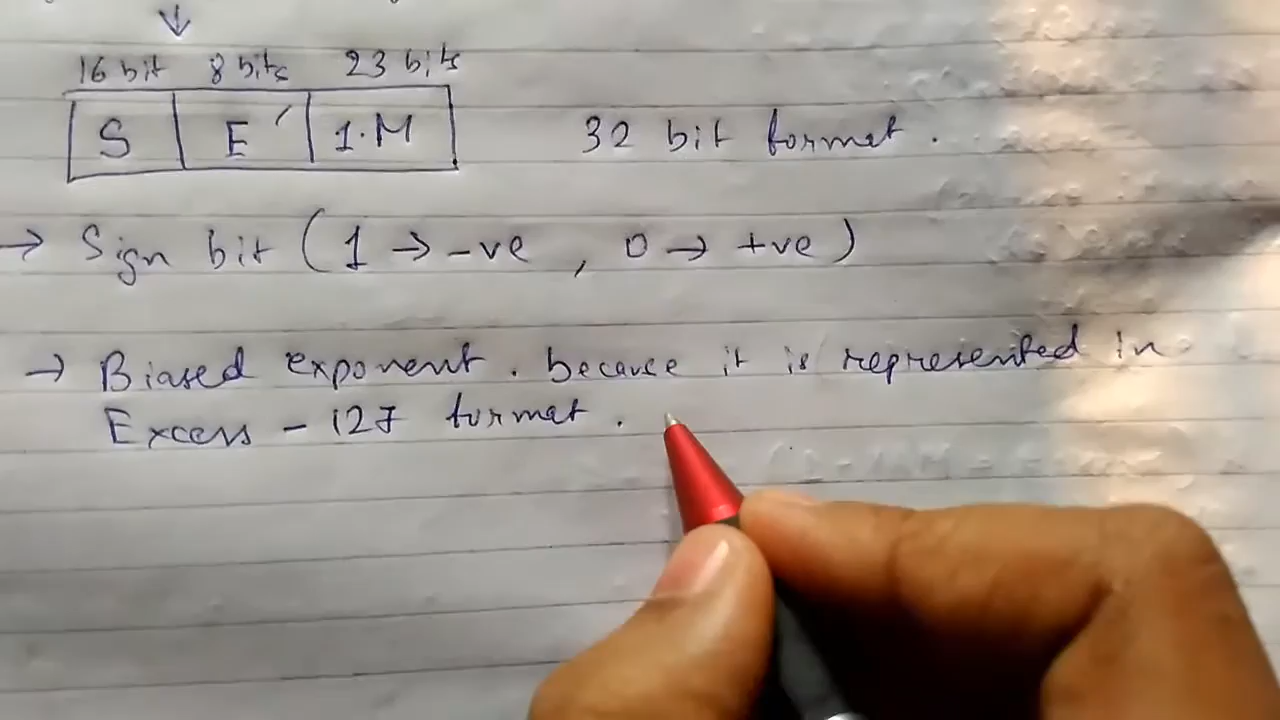 16 bit 8 bits 23 bits
S E' 1.M 32 bit format.
→ Sign bit (1 → -ve, 0 → +ve)
→ Biased exponent. because it is represented in
Excess - 127 format.